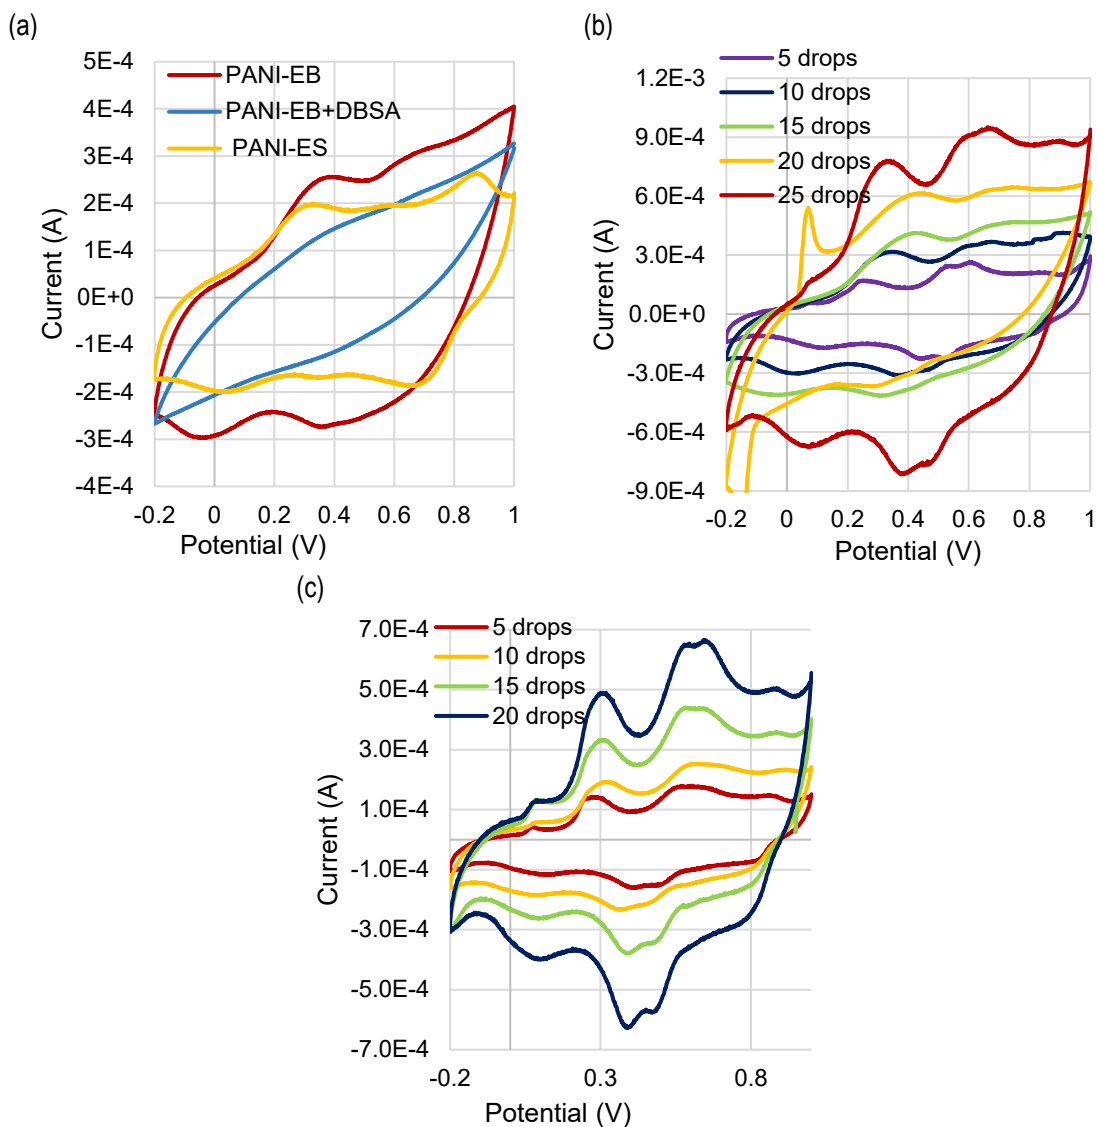 (a)
5E-4
4E-4
3E-4
2E-4
1E-4
0E+0
-1E-4
-2E-4
-3E-4
-4E-4
Current (A)
PANI-EB
PANI-EB+DBSA
PANI-ES
-0.2 0 0.2 0.4 0.6 0.8 1
Potential (V)
(b)
1.2E-3
9.0E-4
6.0E-4
3.0E-4
0.0E+0
-3.0E-4
-6.0E-4
-9.0E-4
Current (A)
5 drops
10 drops
15 drops
20 drops
25 drops
-0.2 0 0.2 0.4 0.6 0.8 1
Potential (V)
(c)
7.0E-4
5.0E-4
3.0E-4
1.0E-4
-1.0E-4
-3.0E-4
-5.0E-4
-7.0E-4
Current (A)
5 drops
10 drops
15 drops
20 drops
-0.2 0.3 0.8
Potential (V)